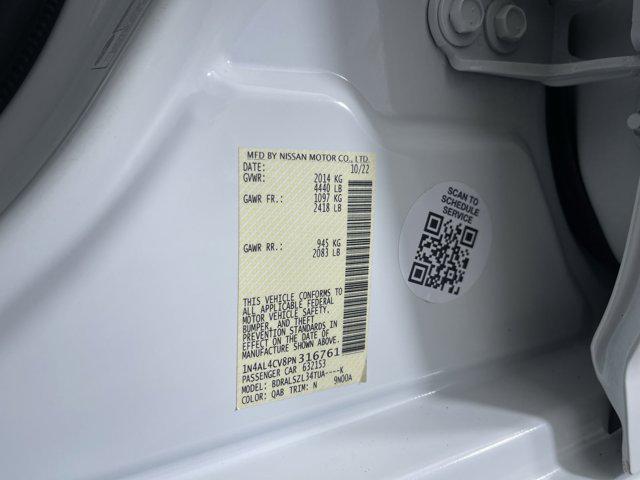 MFD BY NISSAN MOTOR CO., LTD.
DATE: 10/22
GVWR: 2014 KG
4440 LB
GAWR FR.: 1097 KG
2418 LB
GAWR RR.: 945 KG
2083 LB
THIS VEHICLE CONFORMS TO
ALL APPLICABLE FEDERAL
MOTOR VEHICLE SAFETY,
BUMPER, AND THEFT
PREVENTION STANDARDS IN
EFFECT ON THE DATE OF
MANUFACTURE SHOWN ABOVE.
1N4AL4CV8PN316761
PASSENGER CAR 632153
MODEL: BDRALSZL34TUA----K
COLOR: QAB TRIM: N 9N00A
SCAN TO
SCHEDULE
SERVICE